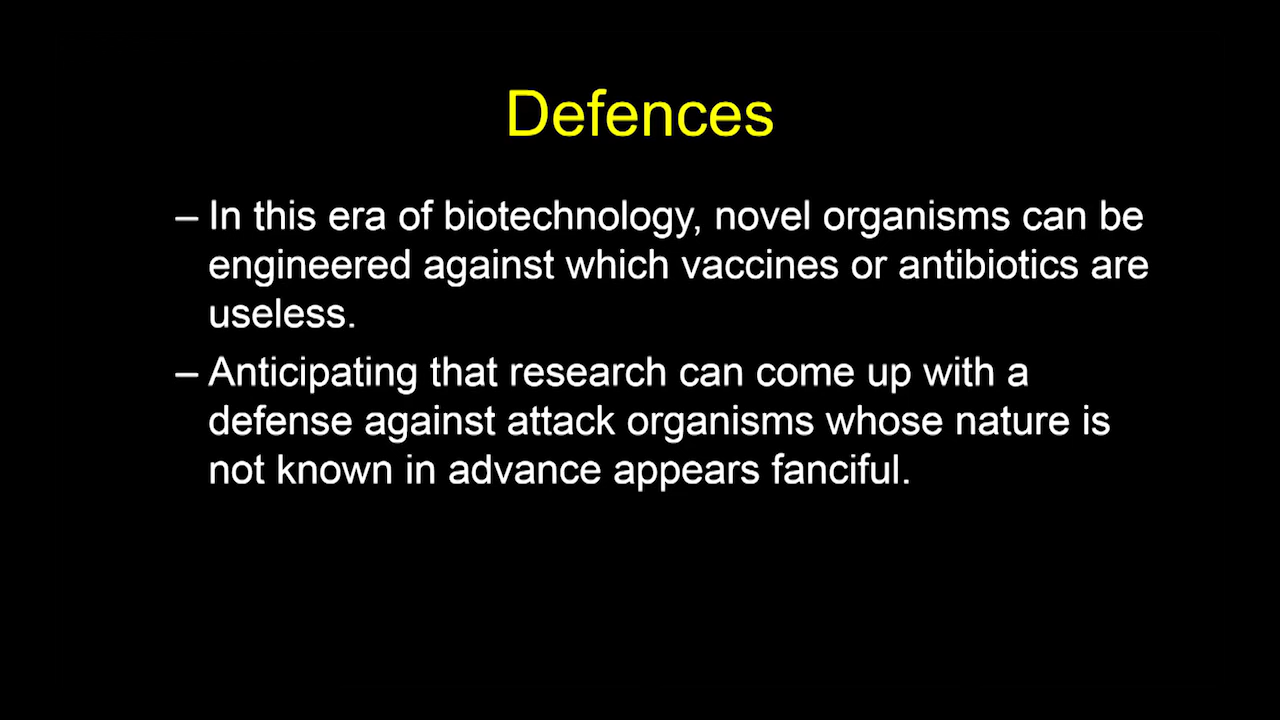 Defences
– In this era of biotechnology, novel organisms can be
engineered against which vaccines or antibiotics are
useless.
– Anticipating that research can come up with a
defense against attack organisms whose nature is
not known in advance appears fanciful.